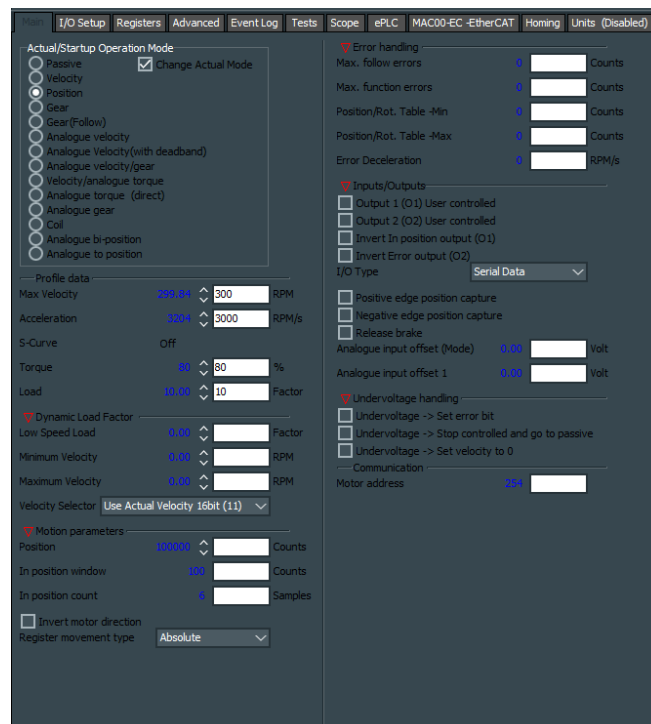 Main I/O Setup Registers Advanced Event Log Tests Scope ePLC MAC00-EC -EtherCAT Homing Units (Disabled)
Actual/Startup Operation Mode
Passive Change Actual Mode
Velocity
Position
Gear
Gear(Follow)
Analogue velocity
Analogue Velocity(with deadband)
Analogue velocity/gear
Velocity/analogue torque
Analogue torque (direct)
Analogue gear
Coil
Analogue bi-position
Analogue to position
Profile data
Max Velocity 299.84 300 RPM
Acceleration 3204 3000 RPM/s
S-Curve Off
Torque 80 80 %
Load 10.00 10 Factor
Dynamic Load Factor
Low Speed Load 0.00 Factor
Minimum Velocity 0.00 RPM
Maximum Velocity 0.00 RPM
Velocity Selector Use Actual Velocity 16bit (11)
Motion parameters
Position 100000 Counts
In position window 100 Counts
In position count 6 Samples
Invert motor direction
Register movement type Absolute
Error handling
Max. follow errors 0 Counts
Max. function errors 0 Counts
Position/Rot. Table -Min 0 Counts
Position/Rot. Table -Max 0 Counts
Error Deceleration 0 RPM/s
Inputs/Outputs
Output 1 (O1) User controlled
Output 2 (O2) User controlled
Invert In position output (O1)
Invert Error output (O2)
I/O Type Serial Data
Positive edge position capture
Negative edge position capture
Release brake
Analogue input offset (Mode) 0.00 Volt
Analogue input offset 1 0.00 Volt
Undervoltage handling
Undervoltage -> Set error bit
Undervoltage -> Stop controlled and go to passive
Undervoltage -> Set velocity to 0
Communication
Motor address 254